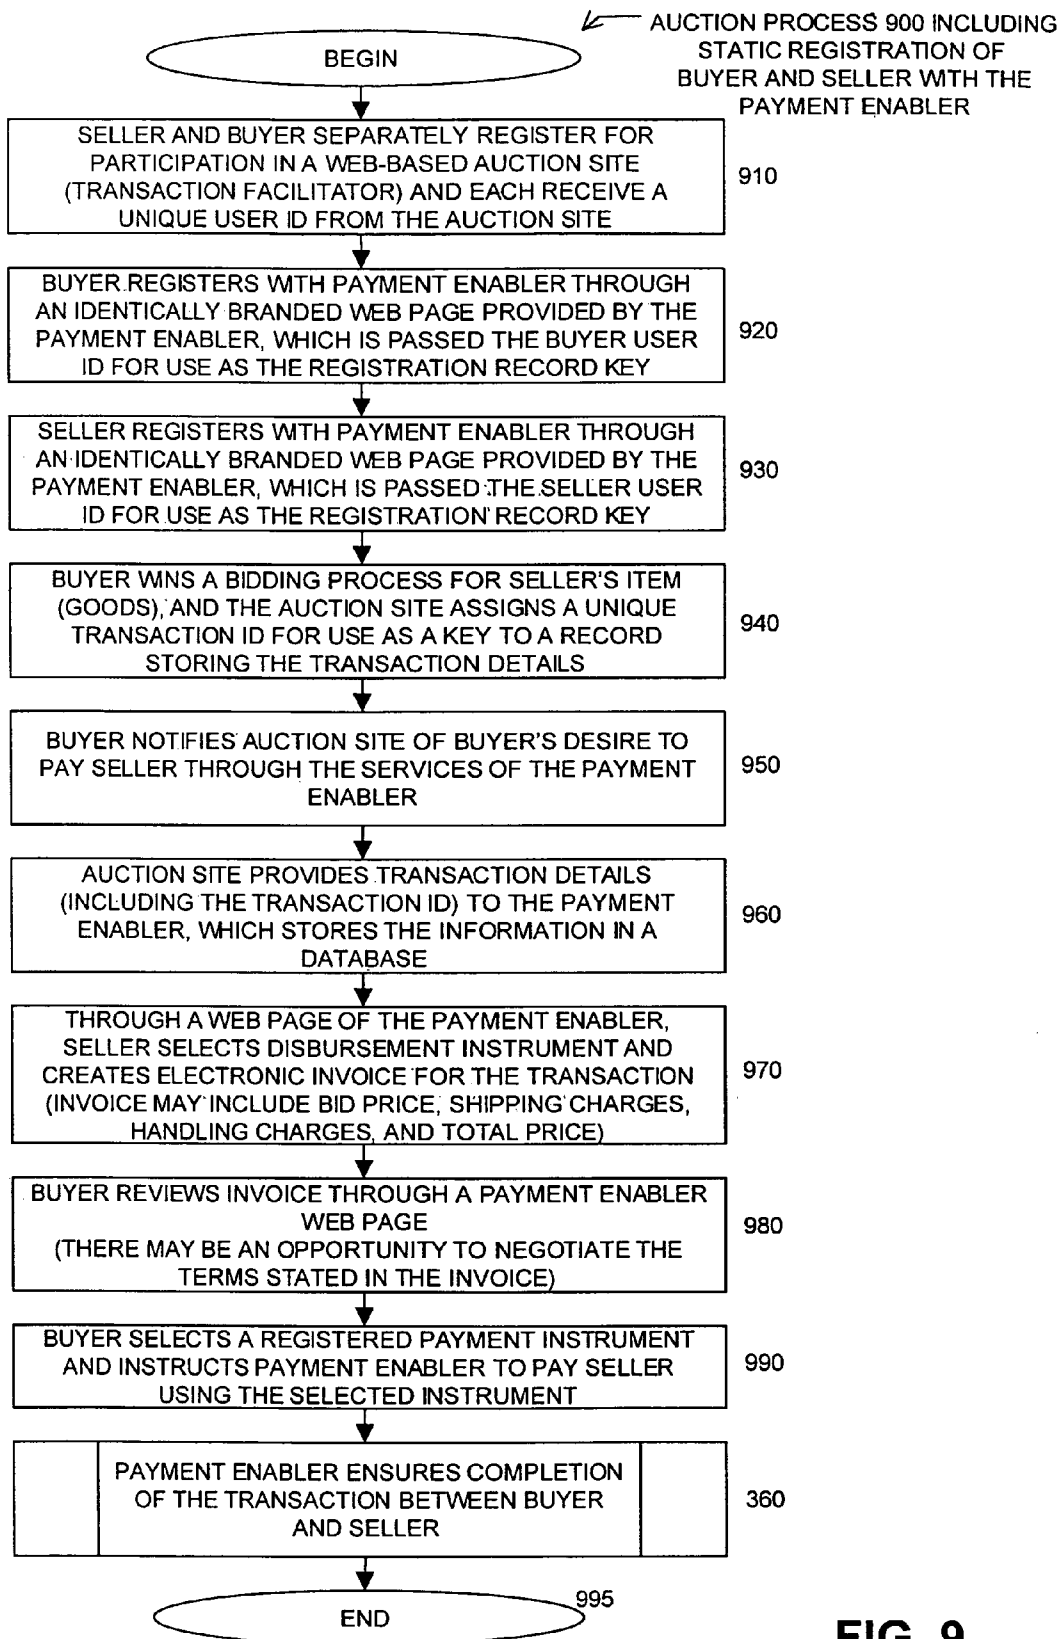 AUCTION PROCESS 900 INCLUDING
STATIC REGISTRATION OF
BUYER AND SELLER WITH THE
PAYMENT ENABLER
BEGIN
SELLER AND BUYER SEPARATELY REGISTER FOR
PARTICIPATION IN A WEB-BASED AUCTION SITE
(TRANSACTION FACILITATOR) AND EACH RECEIVE A
UNIQUE USER ID FROM THE AUCTION SITE
910
BUYER REGISTERS WITH PAYMENT ENABLER THROUGH
AN IDENTICALLY BRANDED WEB PAGE PROVIDED BY THE
PAYMENT ENABLER, WHICH IS PASSED THE BUYER USER
ID FOR USE AS THE REGISTRATION RECORD KEY
920
SELLER REGISTERS WITH PAYMENT ENABLER THROUGH
AN IDENTICALLY BRANDED WEB PAGE PROVIDED BY THE
PAYMENT ENABLER, WHICH IS PASSED THE SELLER USER
ID FOR USE AS THE REGISTRATION RECORD KEY
930
BUYER WINS A BIDDING PROCESS FOR SELLER'S ITEM
(GOODS), AND THE AUCTION SITE ASSIGNS A UNIQUE
TRANSACTION ID FOR USE AS A KEY TO A RECORD
STORING THE TRANSACTION DETAILS
940
BUYER NOTIFIES AUCTION SITE OF BUYER'S DESIRE TO
PAY SELLER THROUGH THE SERVICES OF THE PAYMENT
ENABLER
950
AUCTION SITE PROVIDES TRANSACTION DETAILS
(INCLUDING THE TRANSACTION ID) TO THE PAYMENT
ENABLER, WHICH STORES THE INFORMATION IN A
DATABASE
960
THROUGH A WEB PAGE OF THE PAYMENT ENABLER,
SELLER SELECTS DISBURSEMENT INSTRUMENT AND
CREATES ELECTRONIC INVOICE FOR THE TRANSACTION
(INVOICE MAY INCLUDE BID PRICE, SHIPPING CHARGES,
HANDLING CHARGES, AND TOTAL PRICE)
970
BUYER REVIEWS INVOICE THROUGH A PAYMENT ENABLER
WEB PAGE
(THERE MAY BE AN OPPORTUNITY TO NEGOTIATE THE
TERMS STATED IN THE INVOICE)
980
BUYER SELECTS A REGISTERED PAYMENT INSTRUMENT
AND INSTRUCTS PAYMENT ENABLER TO PAY SELLER
USING THE SELECTED INSTRUMENT
990
PAYMENT ENABLER ENSURES COMPLETION
OF THE TRANSACTION BETWEEN BUYER
AND SELLER
360
END
995
FIG. 9